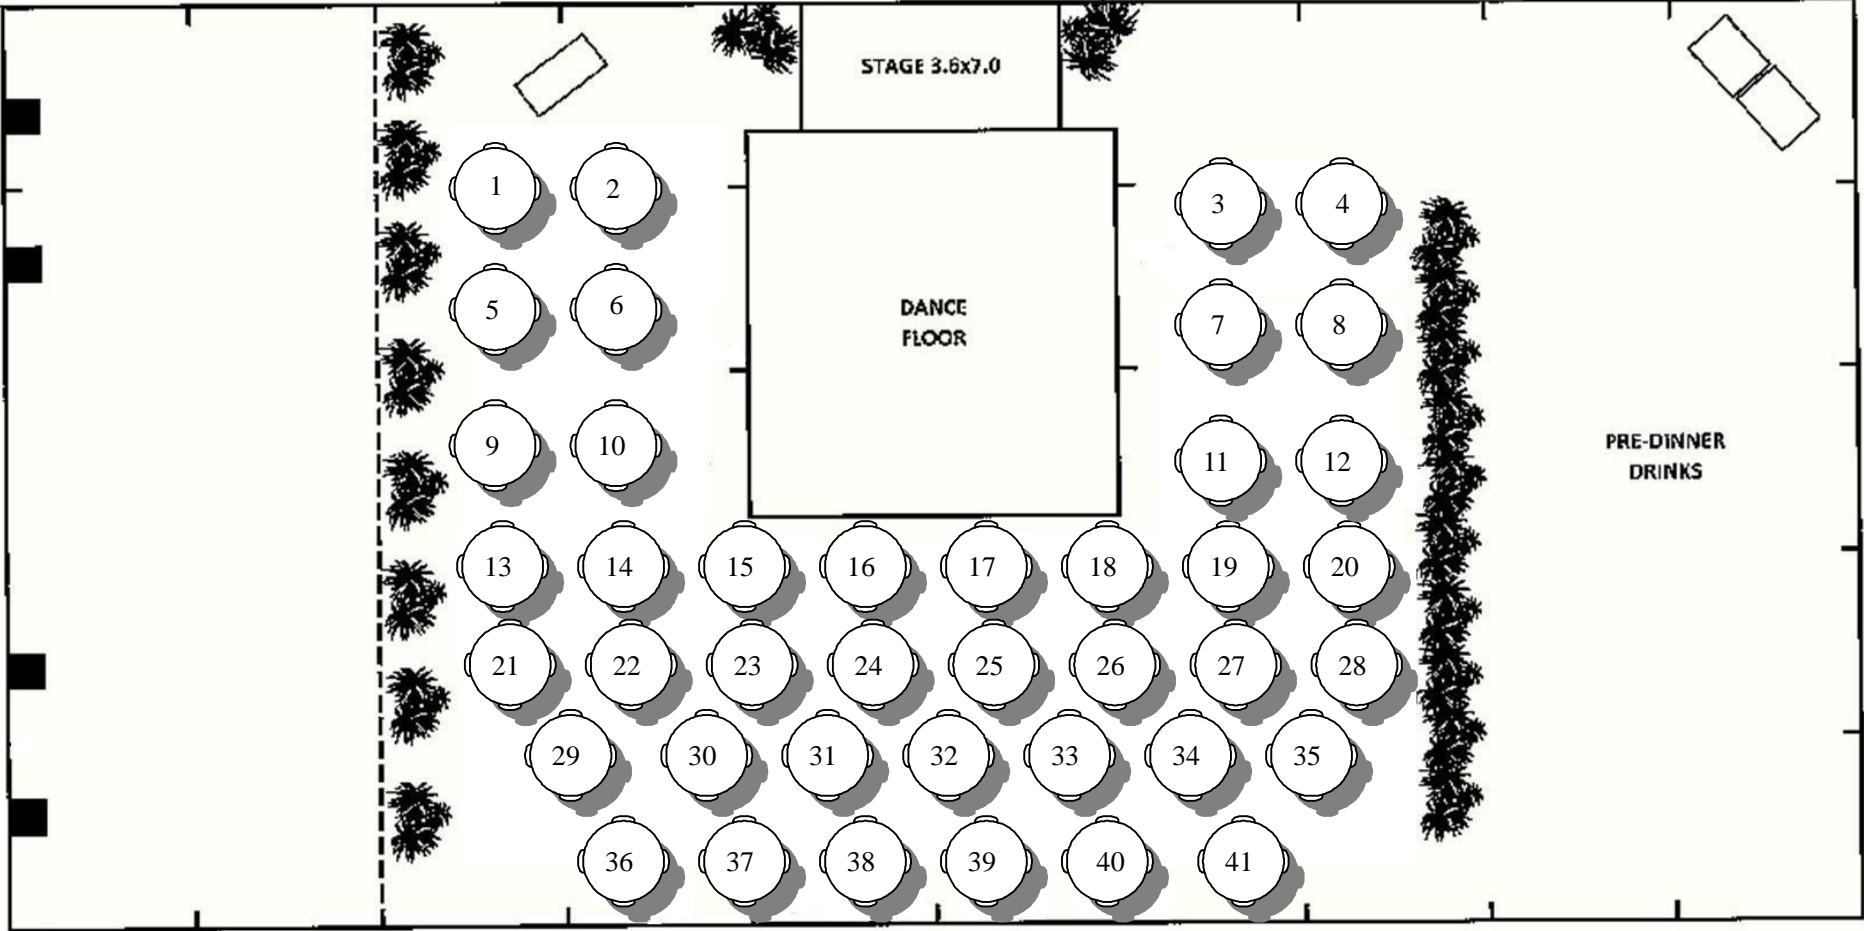 STAGE 3.6x7.0
1 2 3 4
5 6 DANCE 7 8
FLOOR
9 10 11 12 PRE-DINNER
DRINKS
13 14 15 16 17 18 19 20
21 22 23 24 25 26 27 28
29 30 31 32 33 34 35
36 37 38 39 40 41